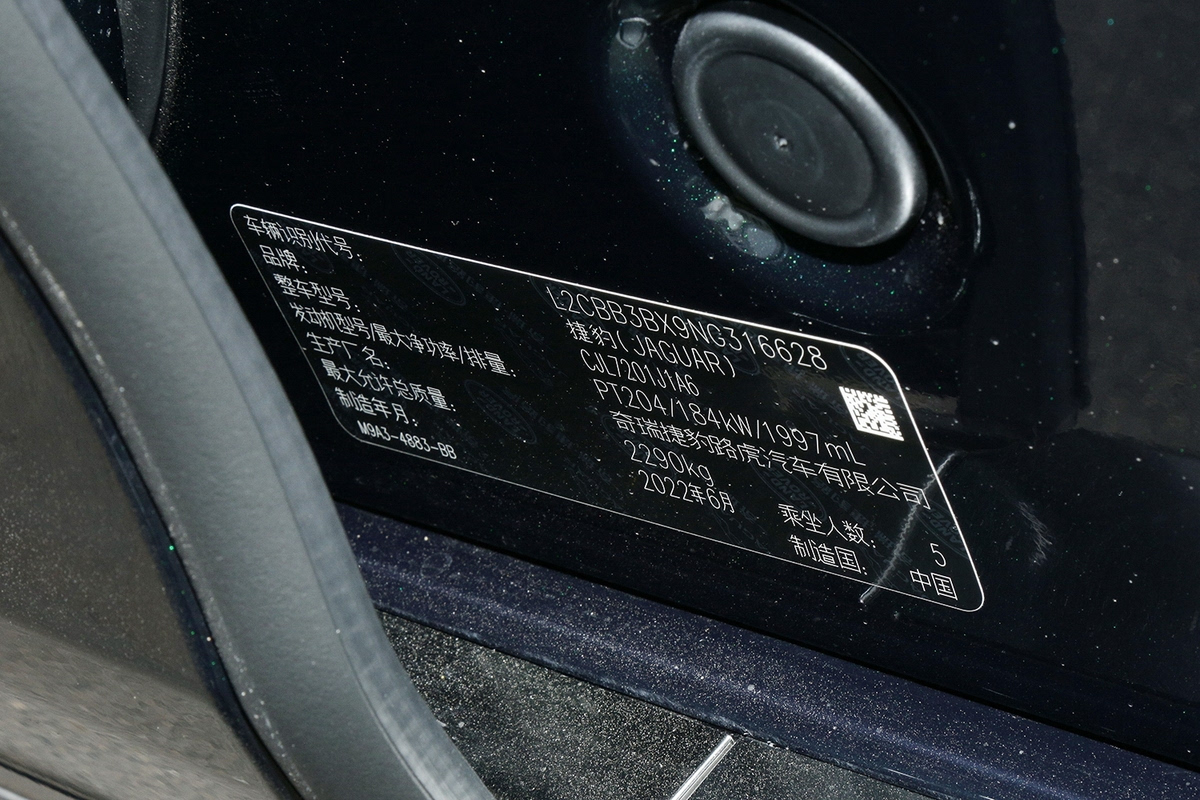 车辆识别代号: L2CBB3BX9NG316628
品牌: 捷豹(JAGUAR)
整车型号: CJL7201J1A6
发动机型号/最大净功率/排量: PT204/184kW/1997mL
生产厂名: 奇瑞捷豹路虎汽车有限公司
最大允许总质量: 2290kg 乘坐人数: 5
制造年月: 2022年6月 制造国: 中国
M9A3-4883-BB